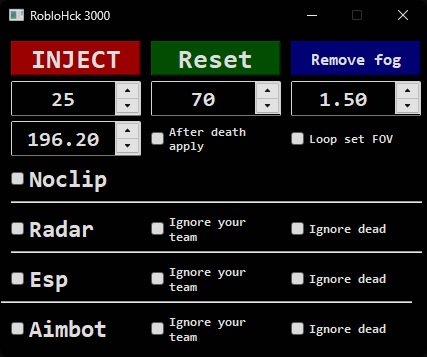 RobloHck 3000
INJECT Reset Remove fog
25 70 1.50
196.20 After death
apply Loop set FOV
Noclip
Radar Ignore your
team Ignore dead
Esp Ignore your
team Ignore dead
Aimbot Ignore your
team Ignore dead